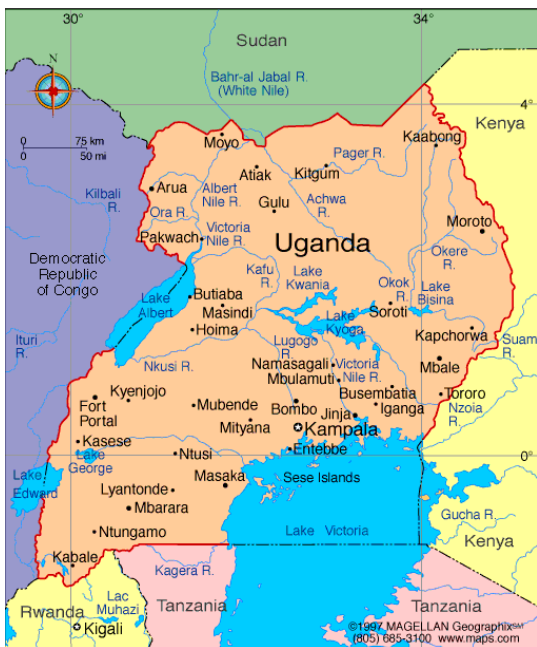 30°
34°
Sudan
N
Bahr-al Jabal R.
(White Nile)
4°
Kenya
0
75 km
0
50 mi
Moyo
Kaabong
Pager R.
Atiak
Kitgum
Kilbali
R.
Arua
Albert
Nile R.
Achwa
R.
Ora R.
Gulu
Moroto
Pakwach
Victoria
Nile R.
Uganda
Okere
R.
Democratic
Republic
of Congo
Kafu
R.
Lake
Kwania
Okok
R.
Lake
Bisina
Lake
Albert
Butiaba
Masindi
Soroti
Hoima
Lake
Kyoga
Kapchorwa
Suam
R.
Ituri
R.
Lugogo
R.
Nkusi R.
Namasagali
Victoria
Nile R.
Mbale
Mbulamuti
Busembatia
Tororo
Kyenjojo
Fort
Portal
Mubende
Bombo
Jinja
Iganga
Nzoia
R.
Mityana
Kampala
Kasese
Entebbe
0°
Lake
George
Ntusi
Lake
Edward
Masaka
Sese Islands
Lyantonde
Mbarara
Gucha R.
Ntungamo
Lake Victoria
Kenya
Kabale
Kagera R.
Rwanda
Lac
Muhazi
Tanzania
Tanzania
Kigali
©1997 MAGELLAN Geographix℠
(805) 685-3100 www.maps.com